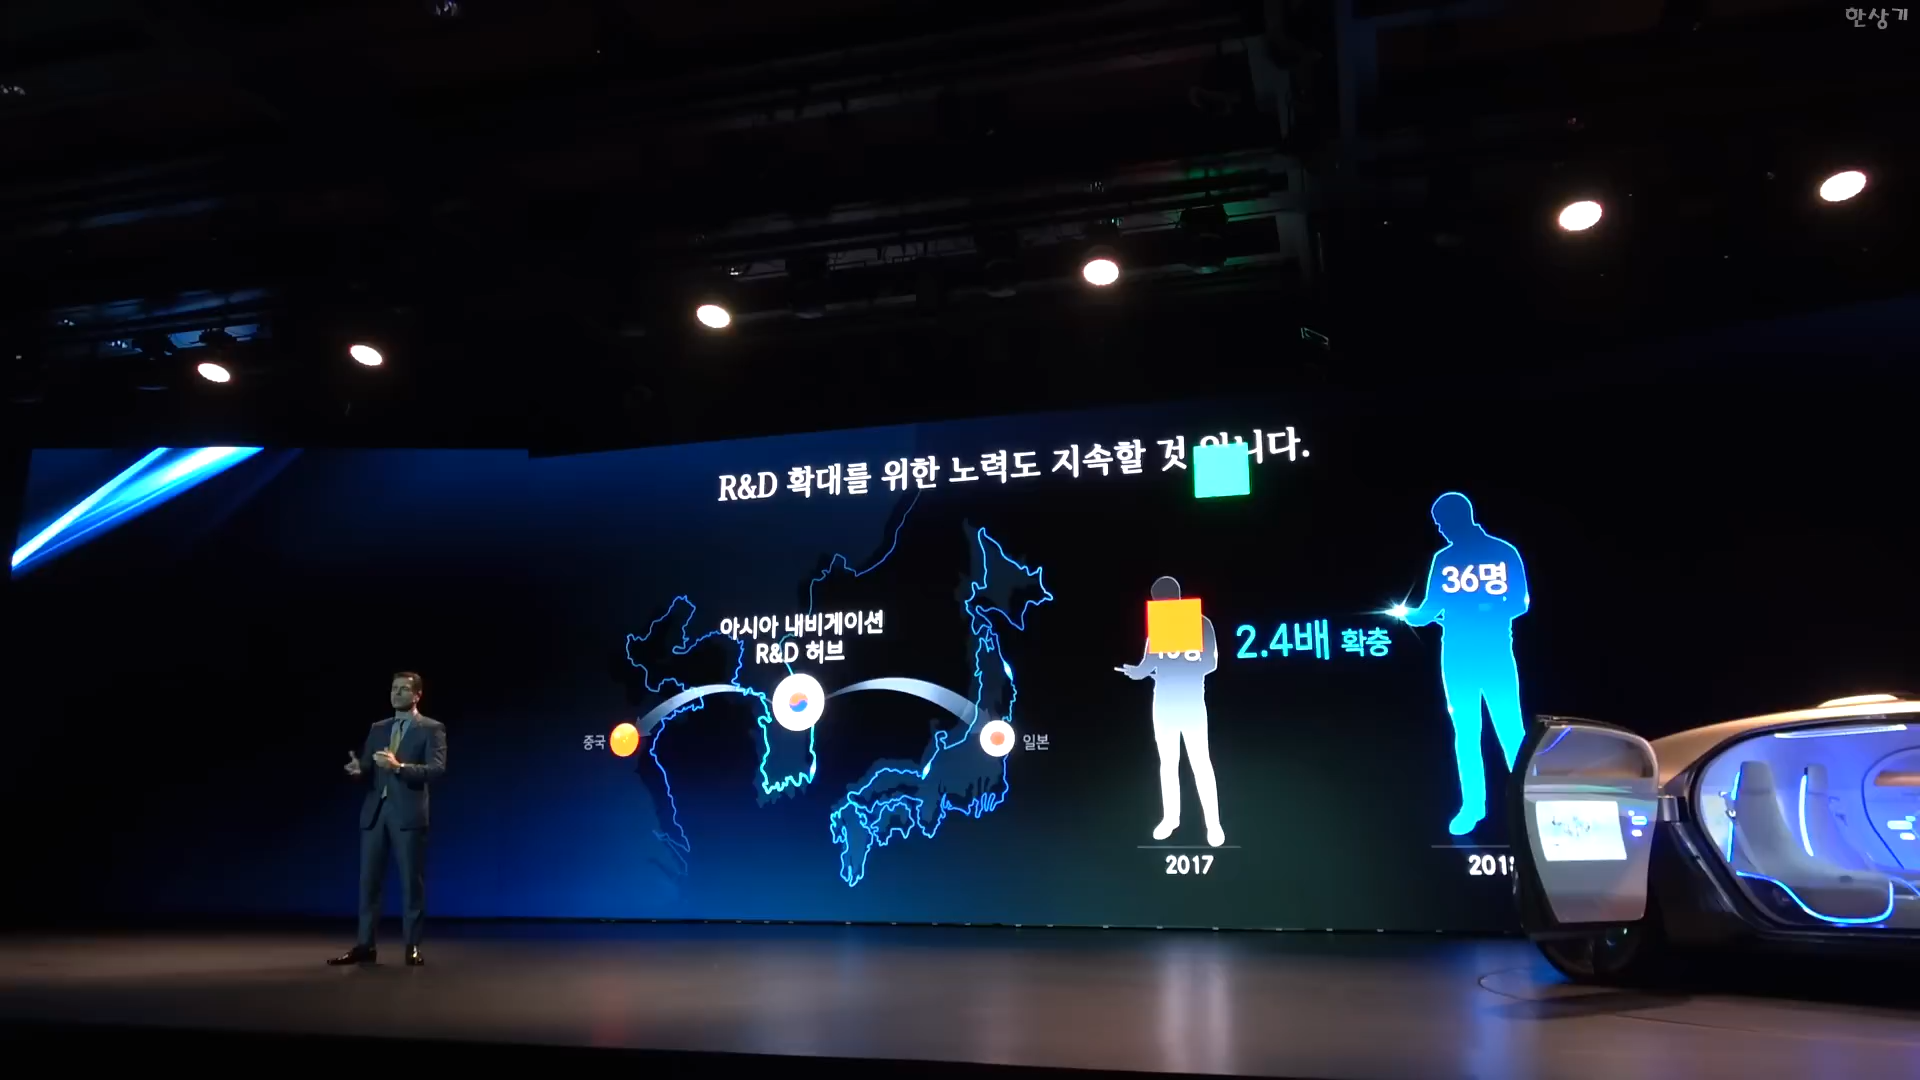 한상기
R&D 확대를 위한 노력도 지속할 것
아시아 내비게이션
R&D 허브
중국
일본
36명
2.4배 확충
2017